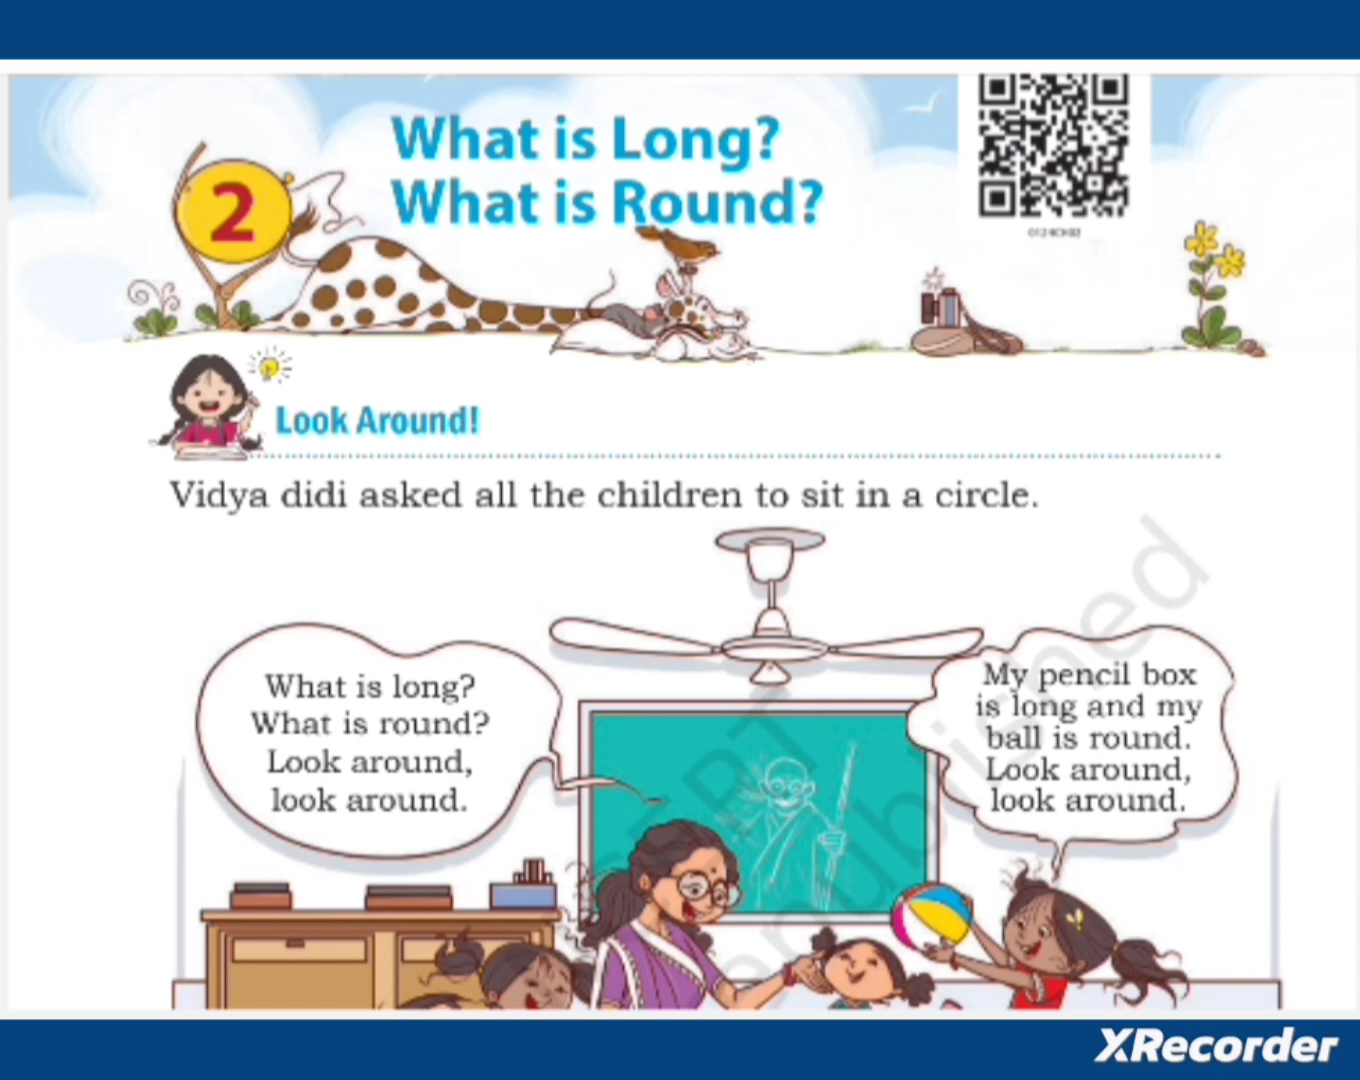 What is Long?
What is Round?
2
Look Around!
Vidya didi asked all the children to sit in a circle.
What is long?
What is round?
Look around,
look around.
My pencil box
is long and my
ball is round.
Look around,
look around.
XRecorder